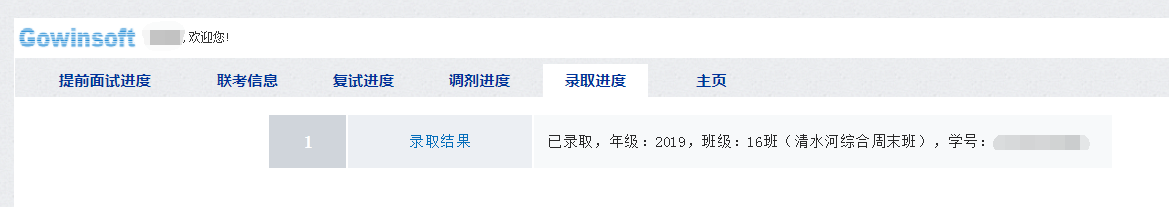 Gowinsoft , 欢迎您!
提前面试进度 联考信息 复试进度 调剂进度 录取进度 主页
1 录取结果 已录取，年级：2019，班级：16班（清水河综合周末班），学号：